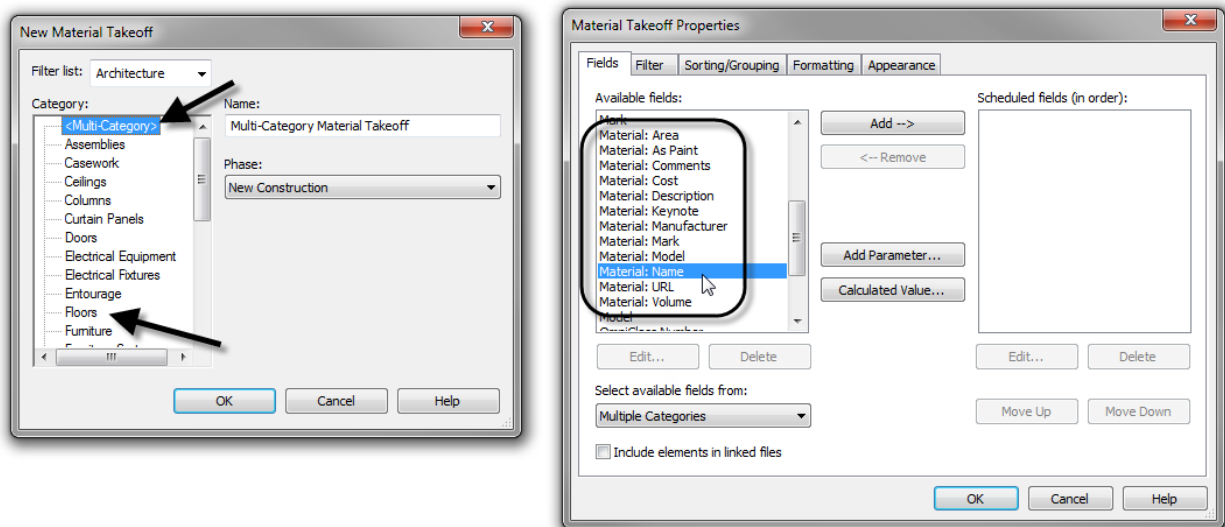 New Material Takeoff
Filter list: Architecture
Category:
<Multi-Category>
Assemblies
Casework
Ceilings
Columns
Curtain Panels
Doors
Electrical Equipment
Electrical Fixtures
Entourage
Floors
Furniture
Name:
Multi-Category Material Takeoff
Phase:
New Construction
OK Cancel Help
Material Takeoff Properties
Fields Filter Sorting/Grouping Formatting Appearance
Available fields:
Mark
Material: Area
Material: As Paint
Material: Comments
Material: Cost
Material: Description
Material: Keynote
Material: Manufacturer
Material: Mark
Material: Model
Material: Name
Material: URL
Material: Volume
Model
OmniClass Number
Edit... Delete
Select available fields from:
Multiple Categories
Include elements in linked files
Add -->
<-- Remove
Add Parameter...
Calculated Value...
Scheduled fields (in order):
Edit... Delete
Move Up Move Down
OK Cancel Help